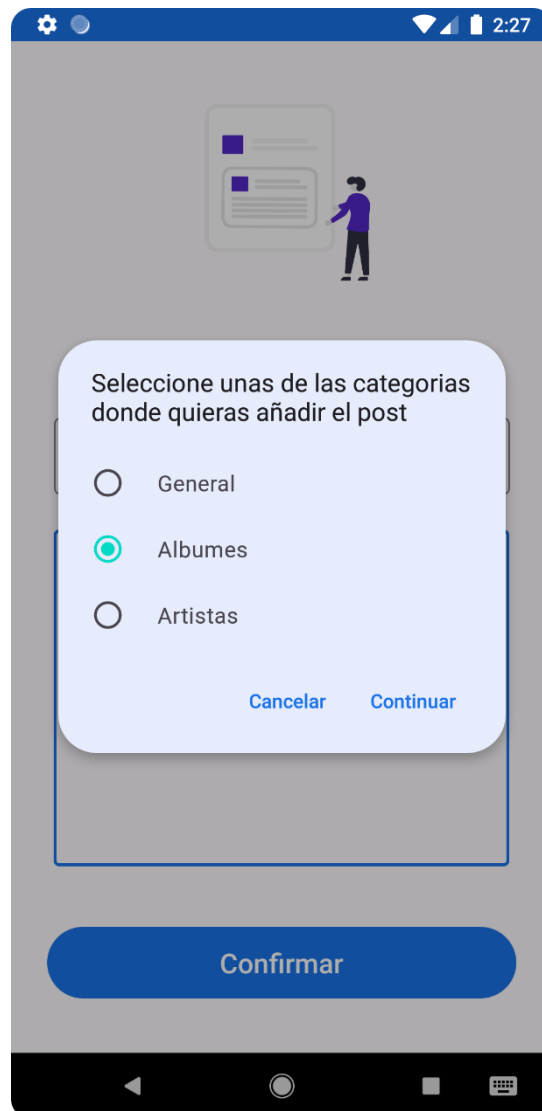 2:27
Seleccione unas de las categorias
donde quieras añadir el post
General
Albumes
Artistas
Cancelar Continuar
Confirmar